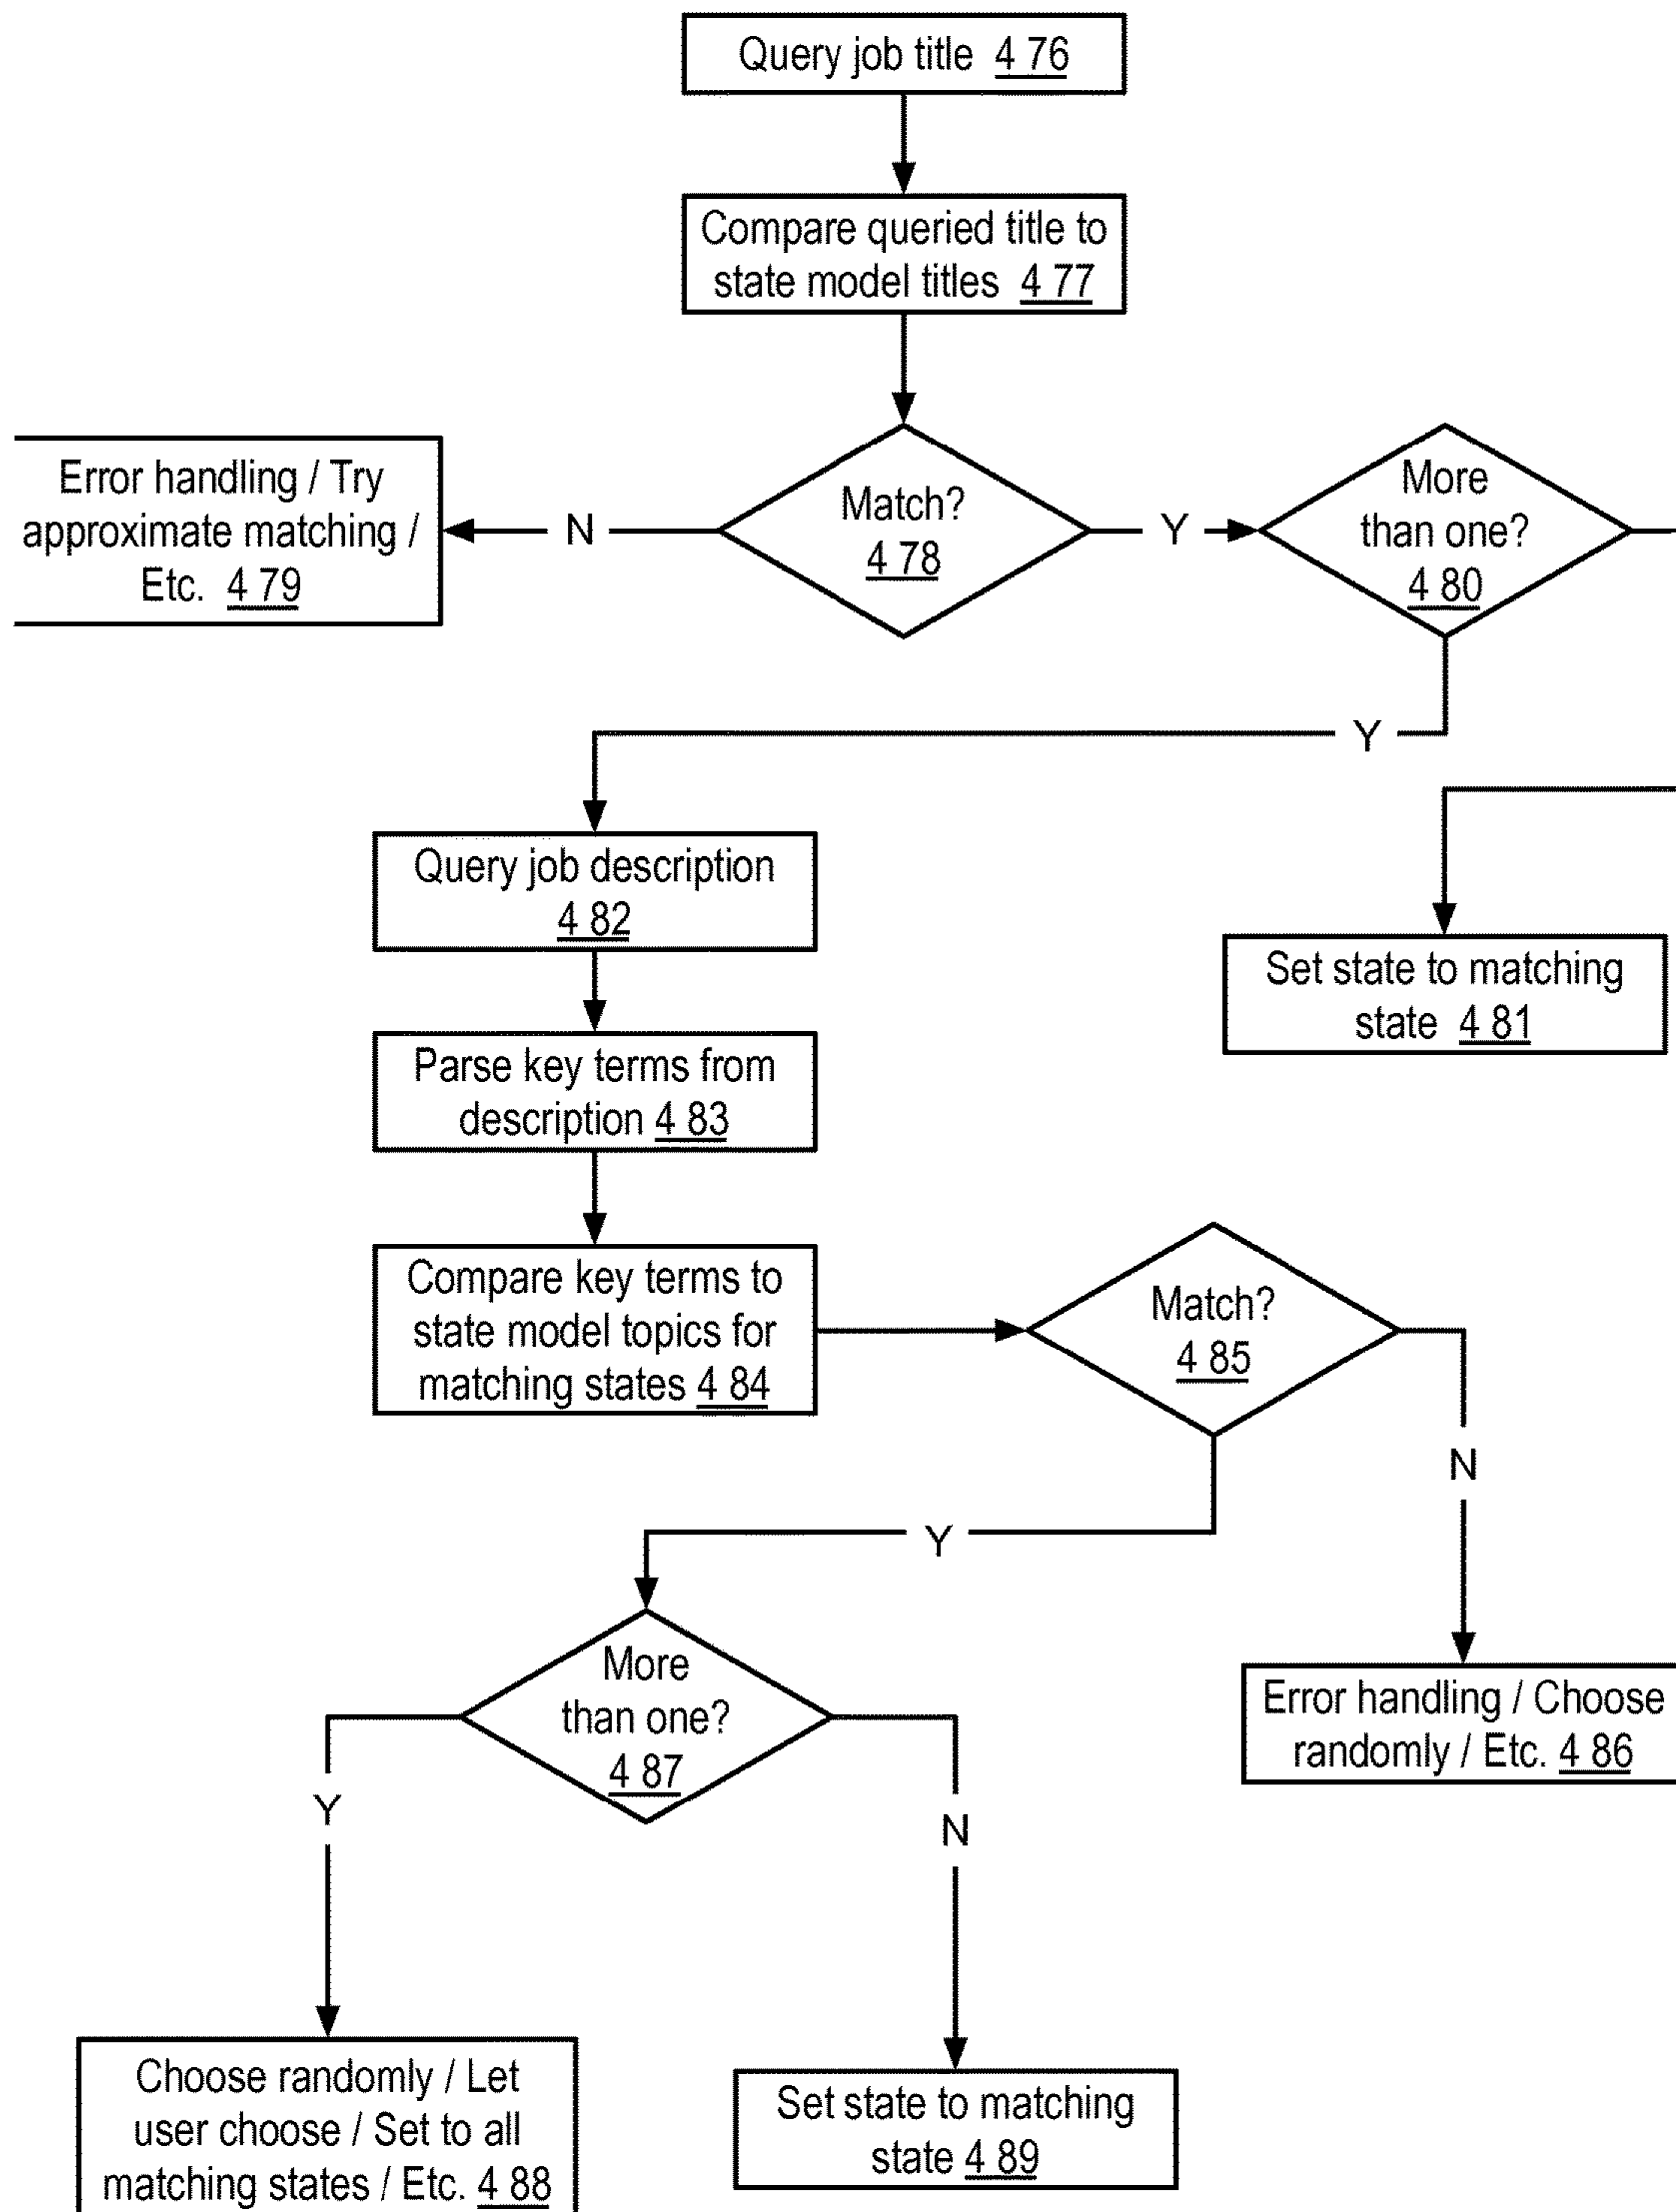 Query job title 4 76
Compare queried title to
state model titles 4 77
Error handling / Try
approximate matching /
Etc. 4 79
N
Match?
4 78
Y
More
than one?
4 80
Y
Query job description
4 82
Set state to matching
state 4 81
Parse key terms from
description 4 83
Compare key terms to
state model topics for
matching states 4 84
Match?
4 85
N
Y
More
than one?
4 87
Error handling / Choose
randomly / Etc. 4 86
Y
N
Choose randomly / Let
user choose / Set to all
matching states / Etc. 4 88
Set state to matching
state 4 89